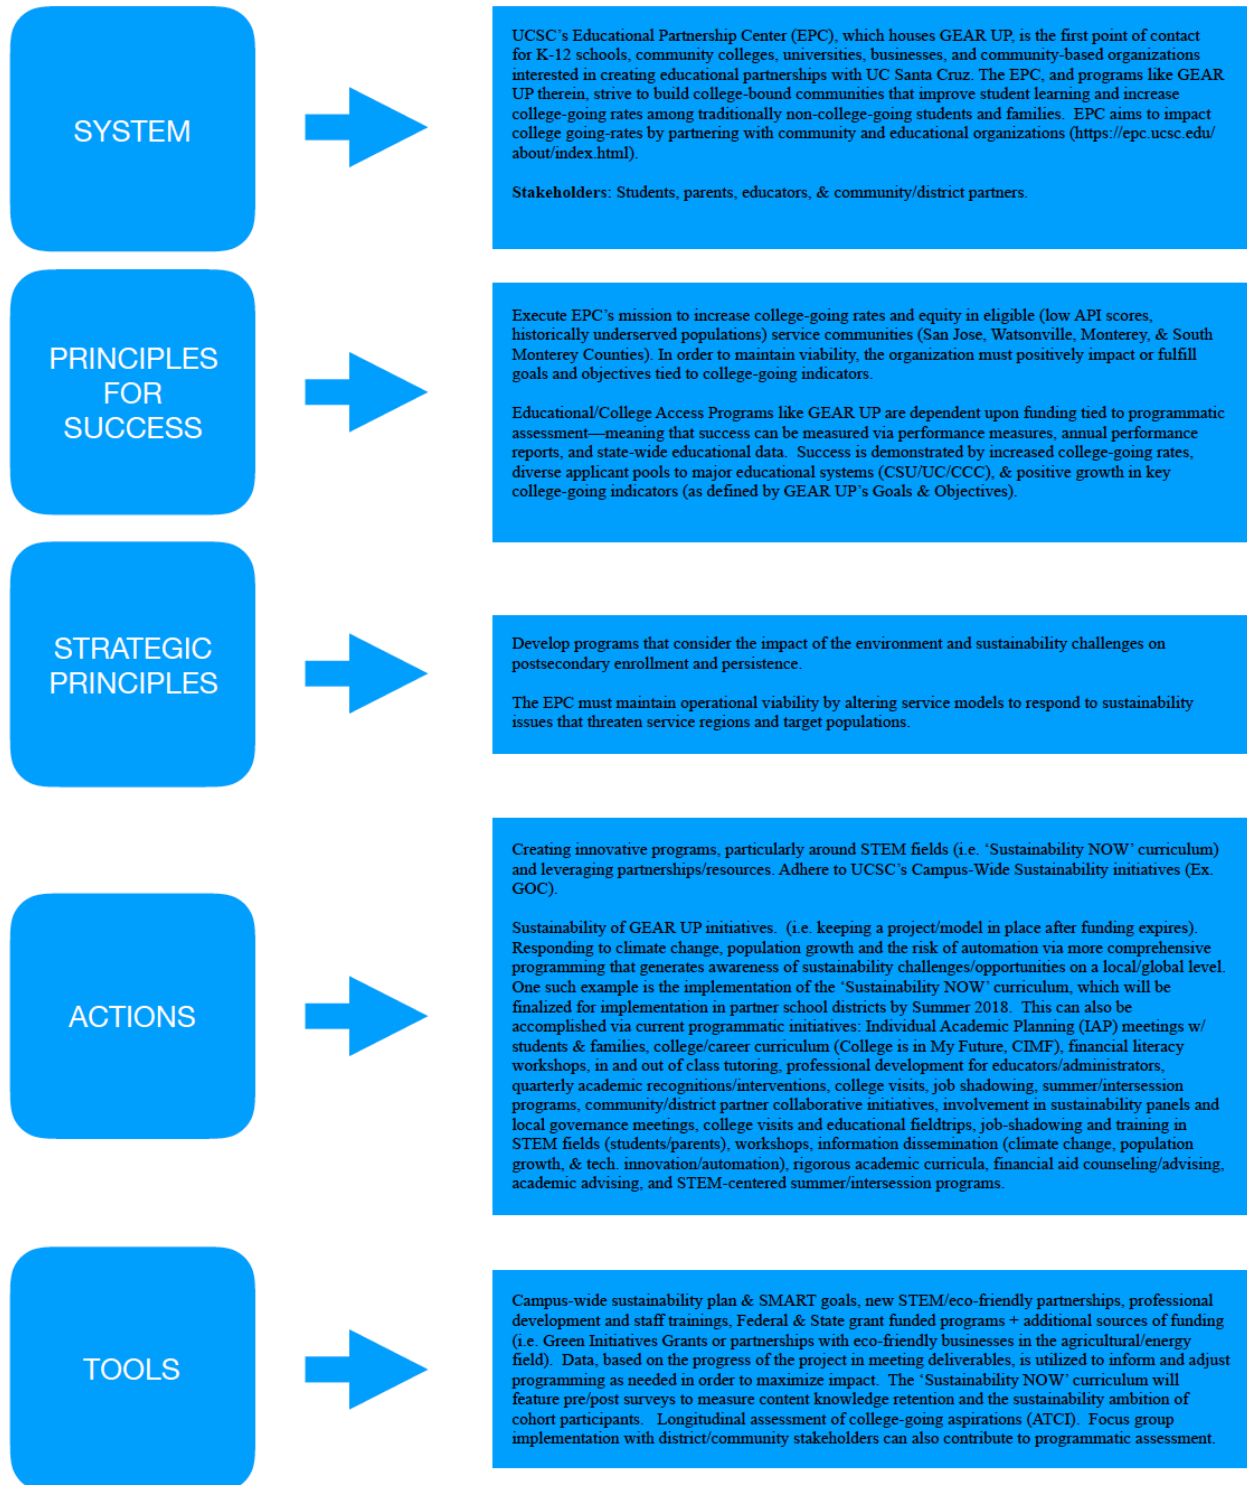 SYSTEM
UCSC’s Educational Partnership Center (EPC), which houses GEAR UP, is the first point of contact
for K-12 schools, community colleges, universities, businesses, and community-based organizations
interested in creating educational partnerships with UC Santa Cruz. The EPC, and programs like GEAR
UP therein, strive to build college-bound communities that improve student learning and increase
college-going rates among traditionally non-college-going students and families.  EPC aims to impact
college going-rates by partnering with community and educational organizations (https://epc.ucsc.edu/
about/index.html).
Stakeholders: Students, parents, educators, & community/district partners.
PRINCIPLES
FOR
SUCCESS
Execute EPC’s mission to increase college-going rates and equity in eligible (low API scores,
historically underserved populations) service communities (San Jose, Watsonville, Monterey, & South
Monterey Counties). In order to maintain viability, the organization must positively impact or fulfill
goals and objectives tied to college-going indicators.
Educational/College Access Programs like GEAR UP are dependent upon funding tied to programmatic
assessment—meaning that success can be measured via performance measures, annual performance
reports, and state-wide educational data.  Success is demonstrated by increased college-going rates,
diverse applicant pools to major educational systems (CSU/UC/CCC), & positive growth in key
college-going indicators (as defined by GEAR UP’s Goals & Objectives).
STRATEGIC
PRINCIPLES
Develop programs that consider the impact of the environment and sustainability challenges on
postsecondary enrollment and persistence.
The EPC must maintain operational viability by altering service models to respond to sustainability
issues that threaten service regions and target populations.
ACTIONS
Creating innovative programs, particularly around STEM fields (i.e. ‘Sustainability NOW’ curriculum)
and leveraging partnerships/resources. Adhere to UCSC’s Campus-Wide Sustainability initiatives (Ex.
GOC).
Sustainability of GEAR UP initiatives.  (i.e. keeping a project/model in place after funding expires).
Responding to climate change, population growth and the risk of automation via more comprehensive
programming that generates awareness of sustainability challenges/opportunities on a local/global level.
One such example is the implementation of the ‘Sustainability NOW’ curriculum, which will be
finalized for implementation in partner school districts by Summer 2018.  This can also be
accomplished via current programmatic initiatives: Individual Academic Planning (IAP) meetings w/
students & families, college/career curriculum (College is in My Future, CIMF), financial literacy
workshops, in and out of class tutoring, professional development for educators/administrators,
quarterly academic recognitions/interventions, college visits, job shadowing, summer/intersession
programs, community/district partner collaborative initiatives, involvement in sustainability panels and
local governance meetings, college visits and educational fieldtrips, job-shadowing and training in
STEM fields (students/parents), workshops, information dissemination (climate change, population
growth, & tech. innovation/automation), rigorous academic curricula, financial aid counseling/advising,
academic advising, and STEM-centered summer/intersession programs.
TOOLS
Campus-wide sustainability plan & SMART goals, new STEM/eco-friendly partnerships, professional
development and staff trainings, Federal & State grant funded programs + additional sources of funding
(i.e. Green Initiatives Grants or partnerships with eco-friendly businesses in the agricultural/energy
field).  Data, based on the progress of the project in meeting deliverables, is utilized to inform and adjust
programming as needed in order to maximize impact.  The ‘Sustainability NOW’ curriculum will
feature pre/post surveys to measure content knowledge retention and the sustainability ambition of
cohort participants.   Longitudinal assessment of college-going aspirations (ATCI).  Focus group
implementation with district/community stakeholders can also contribute to programmatic assessment.